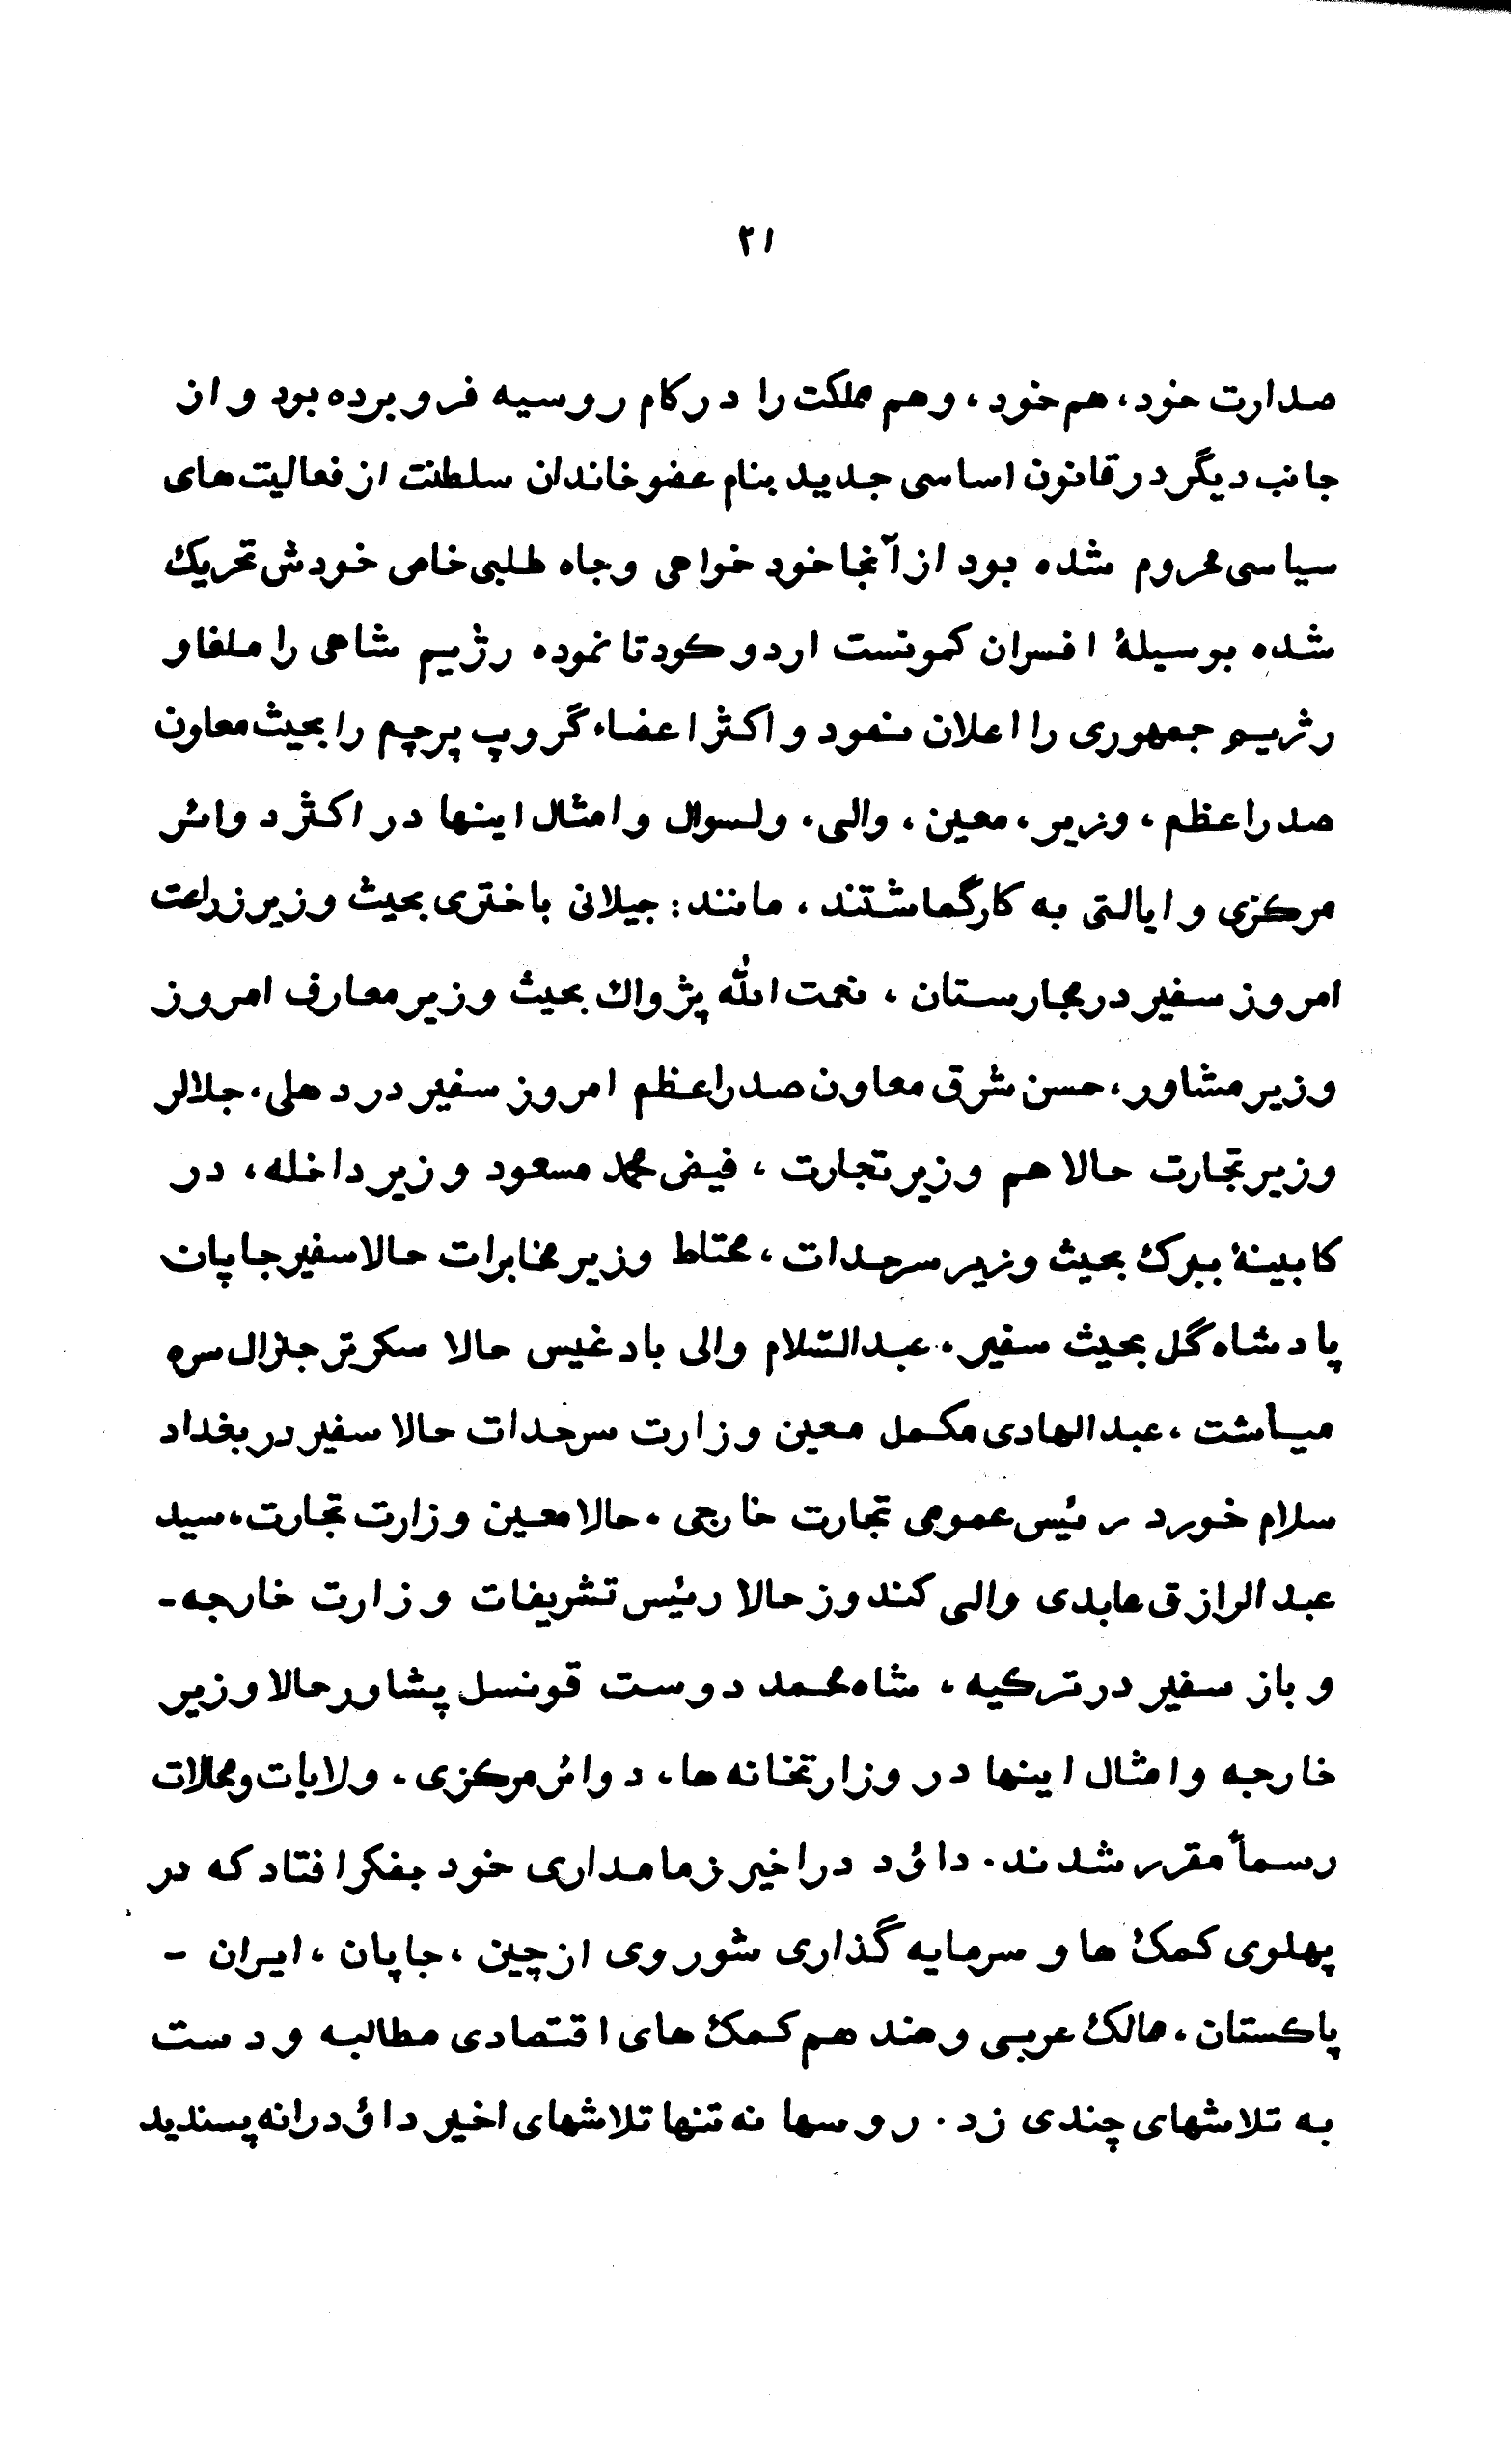 ۲۱
صدارت خود، هم خود، وهم مملکت را در کام روسیه فرو برده بود و از
جانب دیگر در قانون اساسی جدید بنام عضو خاندان سلطنت از فعالیت های
سیاسی محروم شده بود از آنجا خود خواهی و جاه طلبی خاص خودش تحریک
شده بوسیلهٔ افسران کمونست اردو کودتا نموده رژیم شاهی را ملغا و
رژیم جمهوری را اعلان نمود و اکثر اعضاء گروپ پرچم را بحیث معاون
صدراعظم، وزیر، معین، والی، ولسوال و امثال اینها در اکثر دوائر
مرکزی و ایالتی به کار گماشتند، مانند: جیلانی باختری بحیث وزیر زراعت
امروز سفیر در مجارستان، نعمت الله پژواک بحیث وزیر معارف امروز
وزیر مشاور، حسن شرق معاون صدراعظم امروز سفیر در دهلی، جلالر
وزیر تجارت حالا هم وزیر تجارت، فیض محمد مسعود وزیر داخله، در
کابینهٔ ببرک بحیث وزیر سرحدات، محتاط وزیر مخابرات حالا سفیر جاپان
پادشاه گل بحیث سفیر، عبدالسّلام والی بادغیس حالا سکرتر جنرال سره
میاشت، عبدالهادی مکمل معین وزارت سرحدات حالا سفیر در بغداد
سلام خورد رئیس عمومی تجارت خارجی، حالا معین وزارت تجارت، سید
عبدالرازق عابدی والی کندوز حالا رئیس تشریفات وزارت خارجه-
و باز سفیر در ترکیه، شاه محمد دوست قونسل پشاور حالا وزیر
خارجه و امثال اینها در وزارتخانه ها، دوائر مرکزی، ولایات و محالات
رسماً مقرر شدند. داؤد در اخیر زمامداری خود بفکر افتاد که در
پهلوی کمک ها و سرمایه گذاری شوروی از چین، جاپان، ایران -
پاکستان، ممالک عربی و هند هم کمک های اقتصادی مطالبه و دست
به تلاشهای چندی زد. روسها نه تنها تلاشهای اخیر داؤد را نه پسندید